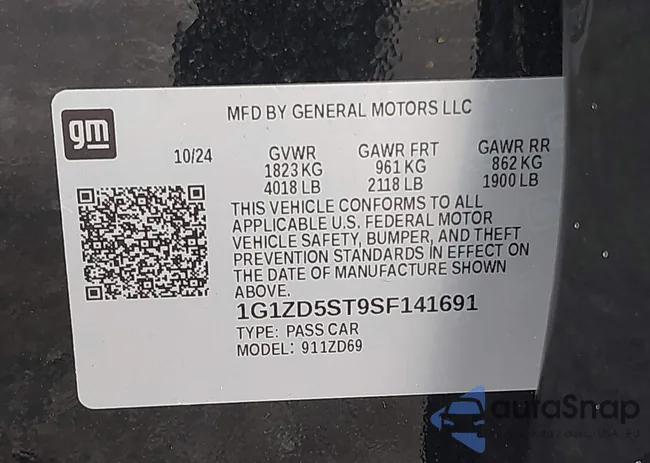 gm
MFD BY GENERAL MOTORS LLC
10/24
GVWR GAWR FRT GAWR RR
1823 KG 961 KG 862 KG
4018 LB 2118 LB 1900 LB
THIS VEHICLE CONFORMS TO ALL
APPLICABLE U.S. FEDERAL MOTOR
VEHICLE SAFETY, BUMPER, AND THEFT
PREVENTION STANDARDS IN EFFECT ON
THE DATE OF MANUFACTURE SHOWN
ABOVE.
1G1ZD5ST9SF141691
TYPE: PASS CAR
MODEL: 911ZD69
autoSnap